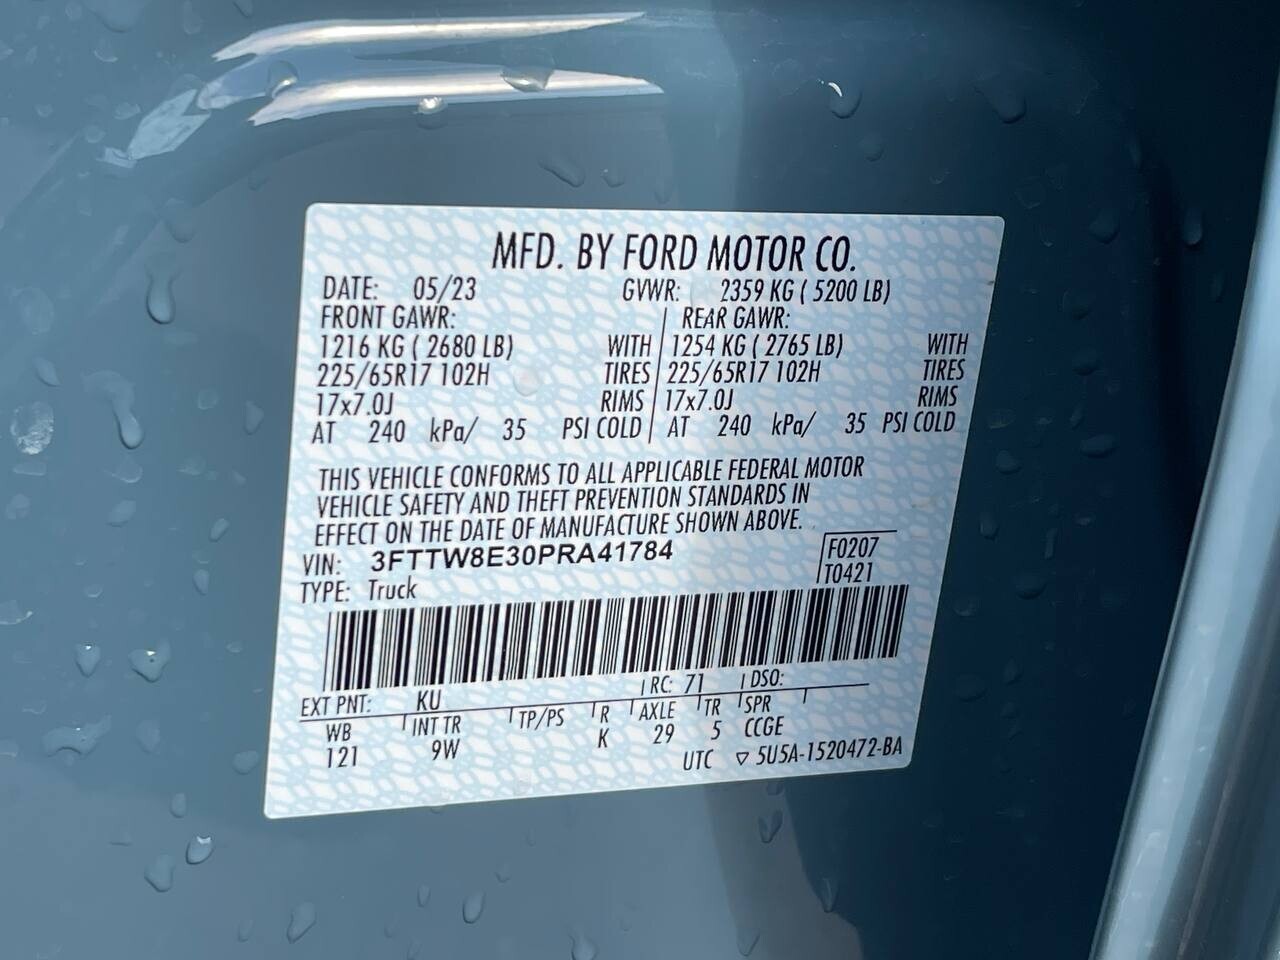 MFD. BY FORD MOTOR CO.
DATE: 05/23 GVWR: 2359 KG ( 5200 LB)
FRONT GAWR: REAR GAWR:
1216 KG ( 2680 LB) WITH 1254 KG ( 2765 LB) WITH
225/65R17 102H TIRES 225/65R17 102H TIRES
17x7.0J RIMS 17x7.0J RIMS
AT 240 kPa/ 35 PSI COLD AT 240 kPa/ 35 PSI COLD
THIS VEHICLE CONFORMS TO ALL APPLICABLE FEDERAL MOTOR
VEHICLE SAFETY AND THEFT PREVENTION STANDARDS IN
EFFECT ON THE DATE OF MANUFACTURE SHOWN ABOVE.
VIN: 3FTTW8E30PRA41784 F0207
TYPE: Truck T0421
EXT PNT: KU RC: 71 DSO:
WB INT TR TP/PS R AXLE TR SPR
121 9W K 29 5 CCGE
UTC ▽ 5U5A-1520472-BA